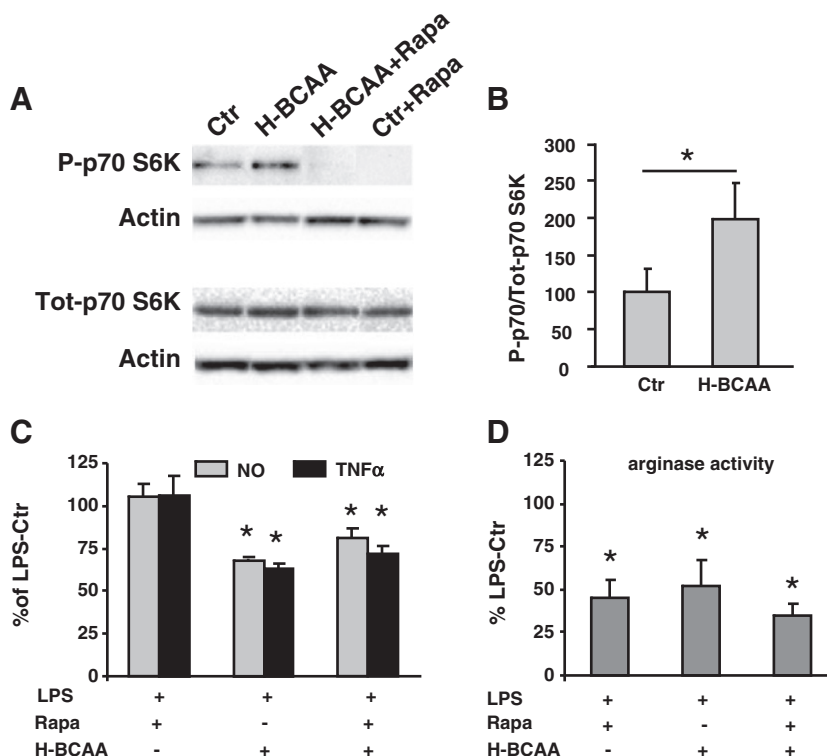 A
Ctr H-BCAA H-BCAA+Rapa Ctr+Rapa
P-p70 S6K
Actin
Tot-p70 S6K
Actin
B
P-p70/Tot-p70 S6K
300
250
200
150
100
50
0
*
Ctr H-BCAA
C
%of LPS-Ctr
125
100
75
50
25
0
NO TNFα
* * * *
LPS + + +
Rapa + - +
H-BCAA - + +
D
arginase activity
% LPS-Ctr
125
100
75
50
25
0
* * *
LPS + + +
Rapa + - +
H-BCAA - + +